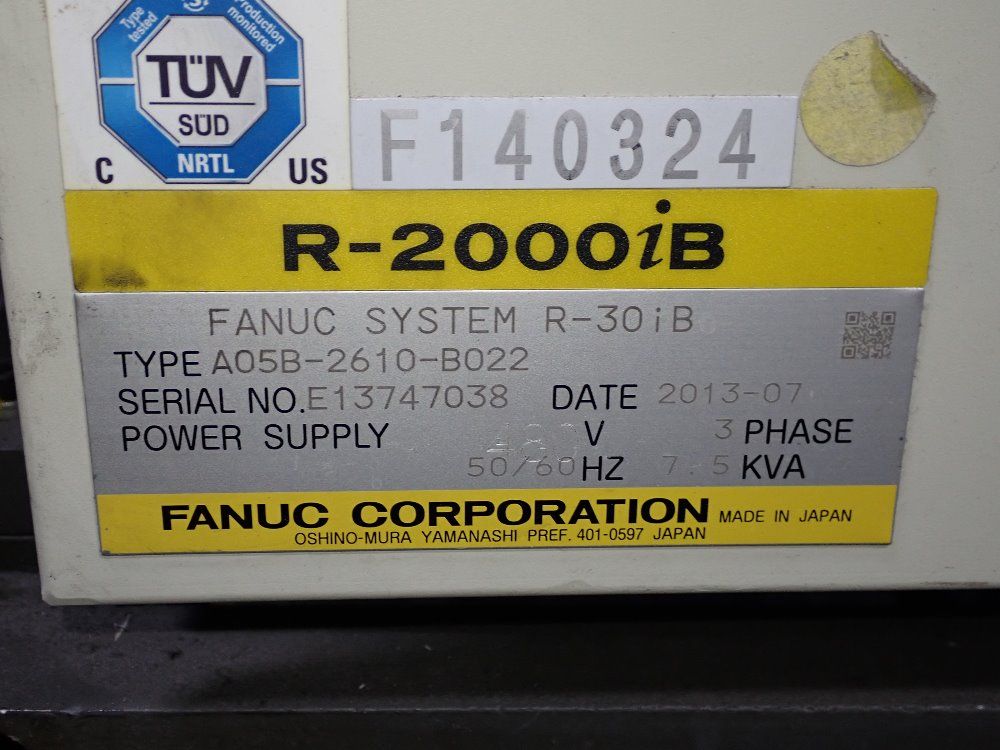 Type tested
Production monitored
TÜV
SÜD
NRTL
C US
F140324
R-2000iB
FANUC SYSTEM R-30iB
TYPE A05B-2610-B022
SERIAL NO. E13747038 DATE 2013-07
POWER SUPPLY 480 V 3 PHASE
50/60 HZ 7.5 KVA
FANUC CORPORATION MADE IN JAPAN
OSHINO-MURA YAMANASHI PREF. 401-0597 JAPAN